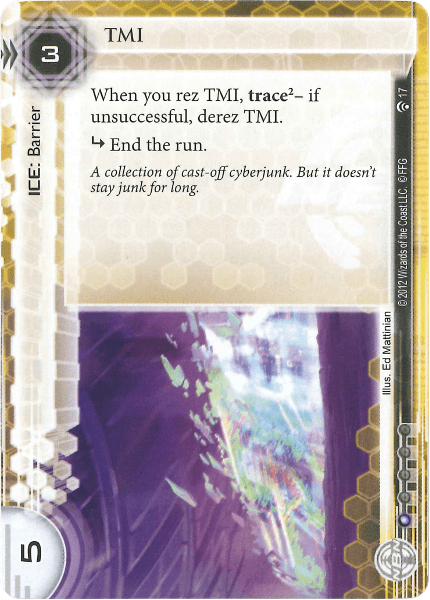 TMI
3
ICE: Barrier
When you rez TMI, trace²– if
unsuccessful, derez TMI.
↳ End the run.
A collection of cast-off cyberjunk. But it doesn't
stay junk for long.
17
© 2012 Wizards of the Coast LLC. © FFG
Illus. Ed Mattinian
5
NBN